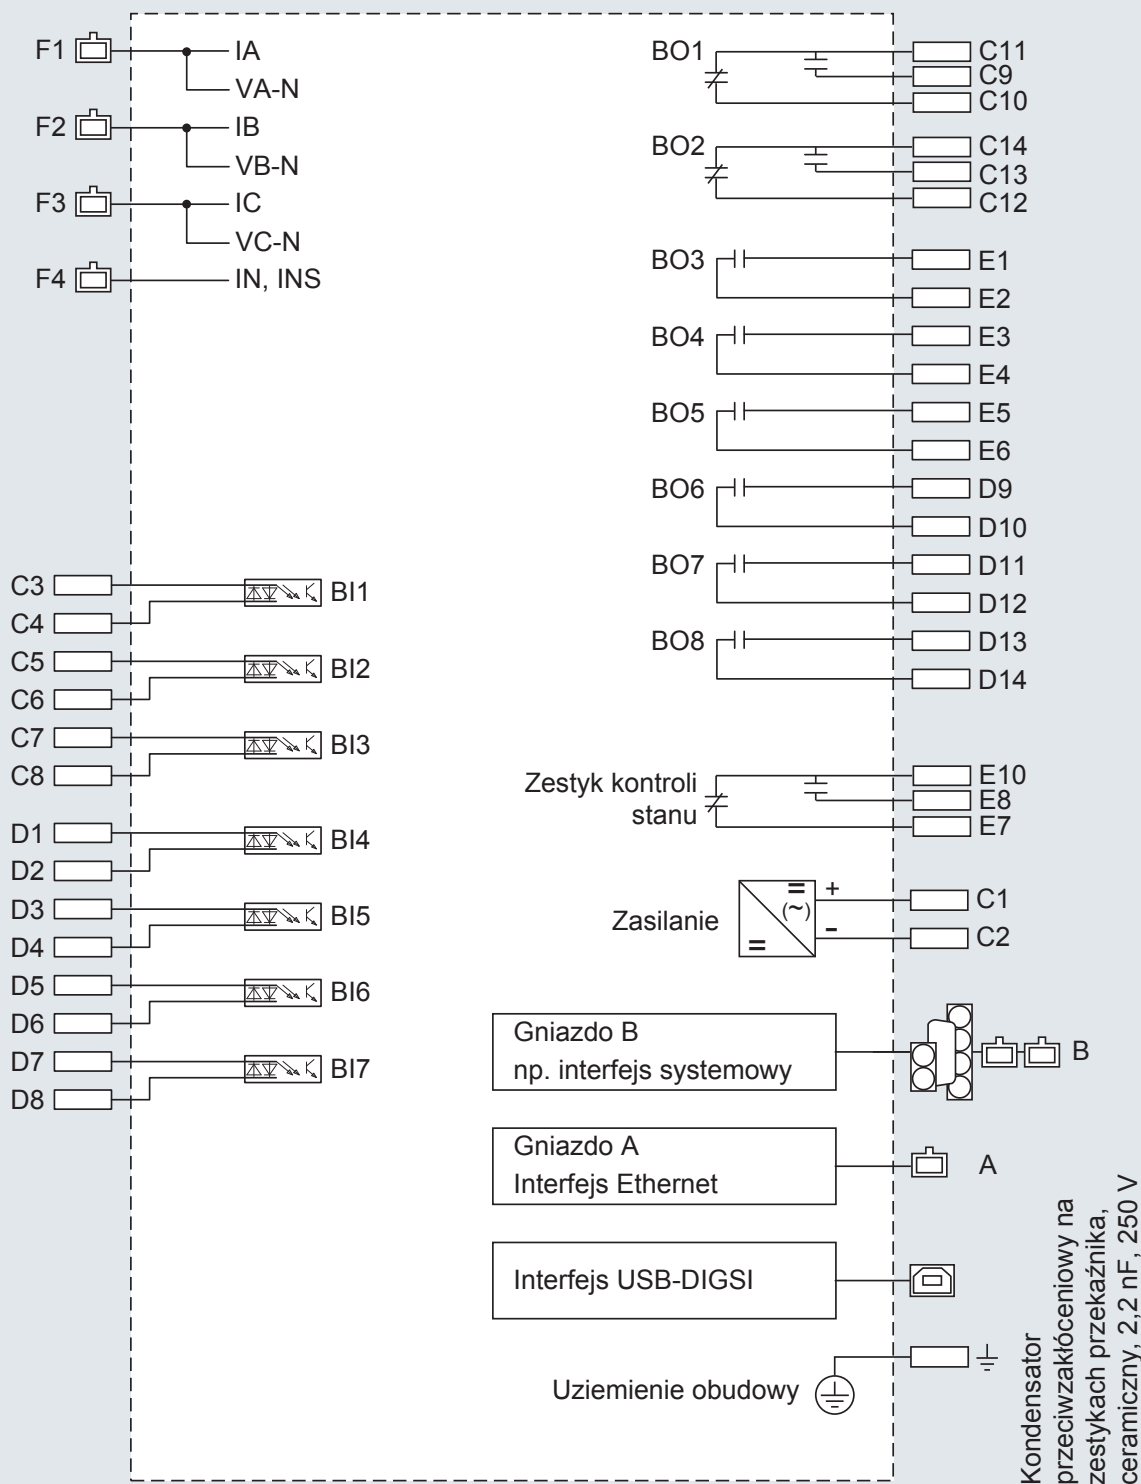 F1
IA
VA-N
F2
IB
VB-N
F3
IC
VC-N
F4
IN, INS
C3
C4
BI1
C5
C6
BI2
C7
C8
BI3
D1
D2
BI4
D3
D4
BI5
D5
D6
BI6
D7
D8
BI7
BO1
C11
C9
C10
BO2
C14
C13
C12
BO3
E1
E2
BO4
E3
E4
BO5
E5
E6
BO6
D9
D10
BO7
D11
D12
BO8
D13
D14
Zestyk kontroli
stanu
E10
E8
E7
Zasilanie
=
(~)
=
+
-
C1
C2
Gniazdo B
np. interfejs systemowy
B
Gniazdo A
Interfejs Ethernet
A
Interfejs USB-DIGSI
Uziemienie obudowy
Kondensator
przeciwzakłóceniowy na
zestykach przekaźnika,
ceramiczny, 2,2 nF, 250 V